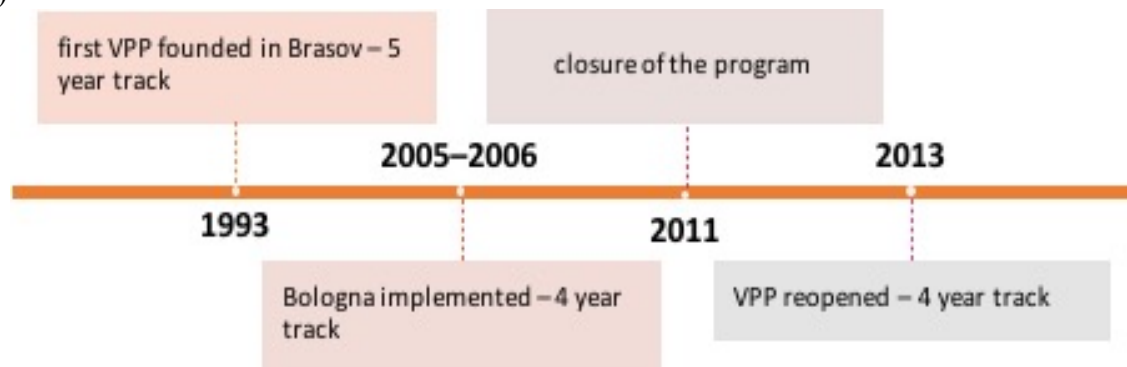 first VPP founded in Brasov – 5
year track
closure of the program
2005–2006
2013
1993
2011
Bologna implemented – 4 year
track
VPP reopened – 4 year track